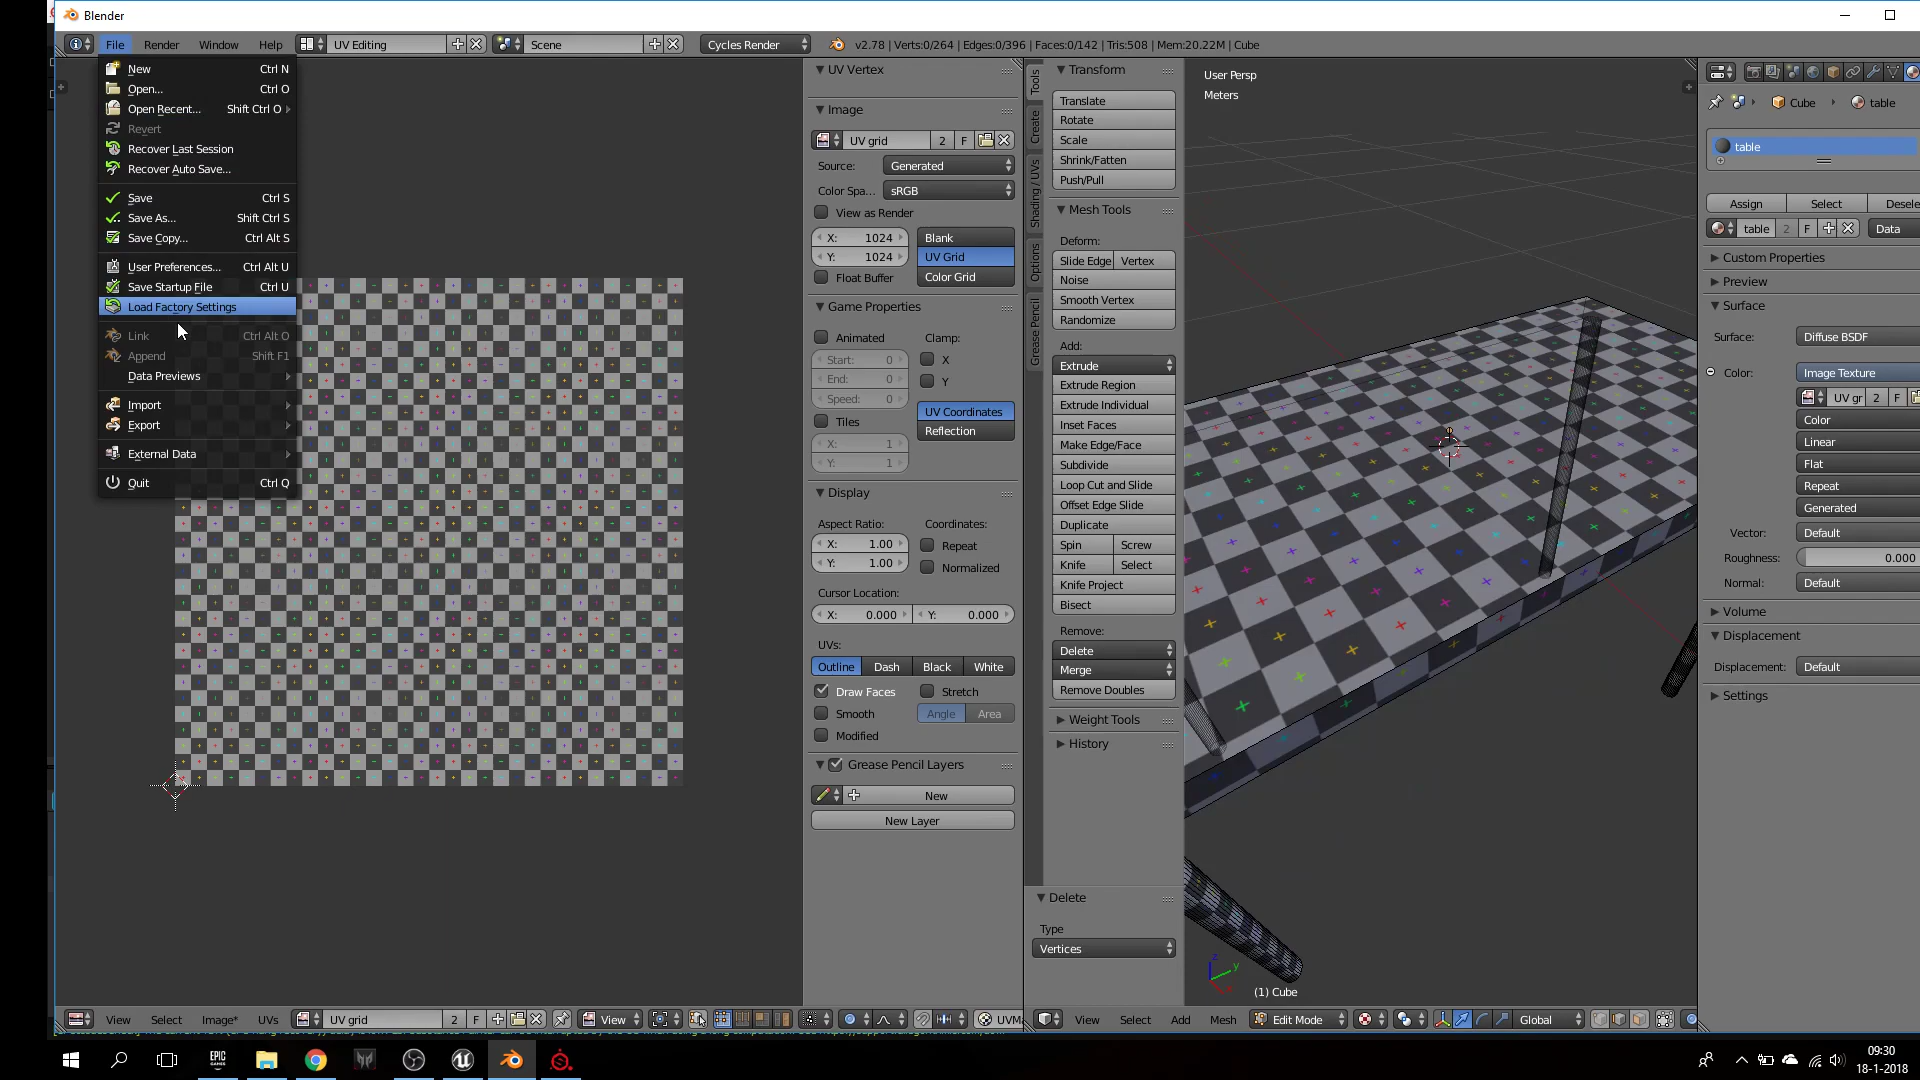 Blender
File Render Window Help UV Editing Scene Cycles Render v2.78 | Verts:0/264 | Edges:0/396 | Faces:0/142 | Tris:508 | Mem:20.22M | Cube
New Ctrl N
Open... Ctrl O
Open Recent... Shift Ctrl O
Revert
Recover Last Session
Recover Auto Save...
Save Ctrl S
Save As... Shift Ctrl S
Save Copy... Ctrl Alt S
User Preferences... Ctrl Alt U
Save Startup File Ctrl U
Load Factory Settings
Link Ctrl Alt O
Append Shift F1
Data Previews
Import
Export
External Data
Quit Ctrl Q
UV Vertex
Image
UV grid 2 F
Source: Generated
Color Spa... sRGB
View as Render
X: 1024 Blank
Y: 1024 UV Grid
Float Buffer Color Grid
Game Properties
Animated Clamp:
Start: 0 X
End: 0 Y
Speed: 0
UV Coordinates
Tiles Reflection
X: 1
Y: 1
Display
Aspect Ratio: Coordinates:
X: 1.00 Repeat
Y: 1.00 Normalized
Cursor Location:
X: 0.000 Y: 0.000
UVs:
Outline Dash Black White
Draw Faces Stretch
Smooth Angle Area
Modified
Grease Pencil Layers
New
New Layer
Tools
Create
Shading / UVs
Options
Grease Pencil
Transform
Translate
Rotate
Scale
Shrink/Fatten
Push/Pull
Mesh Tools
Deform:
Slide Edge Vertex
Noise
Smooth Vertex
Randomize
Add:
Extrude
Extrude Region
Extrude Individual
Inset Faces
Make Edge/Face
Subdivide
Loop Cut and Slide
Offset Edge Slide
Duplicate
Spin Screw
Knife Select
Knife Project
Bisect
Remove:
Delete
Merge
Remove Doubles
Weight Tools
History
Delete
Type
Vertices
User Persp
Meters
z
y
(1) Cube
Cube table
table
Assign Select Desele
table 2 F Data
Custom Properties
Preview
Surface
Surface: Diffuse BSDF
Color: Image Texture
UV gr 2 F
Color
Linear
Flat
Repeat
Generated
Vector: Default
Roughness: 0.000
Normal: Default
Volume
Displacement
Displacement: Default
Settings
View Select Image* UVs UV grid 2 F View UVM
View Select Add Mesh Edit Mode Global
EPIC
GAMES
09:30
18-1-2018